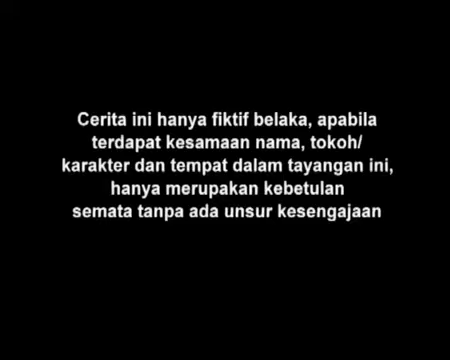 Cerita ini hanya fiktif belaka, apabila
terdapat kesamaan nama, tokoh/
karakter dan tempat dalam tayangan ini,
hanya merupakan kebetulan
semata tanpa ada unsur kesengajaan